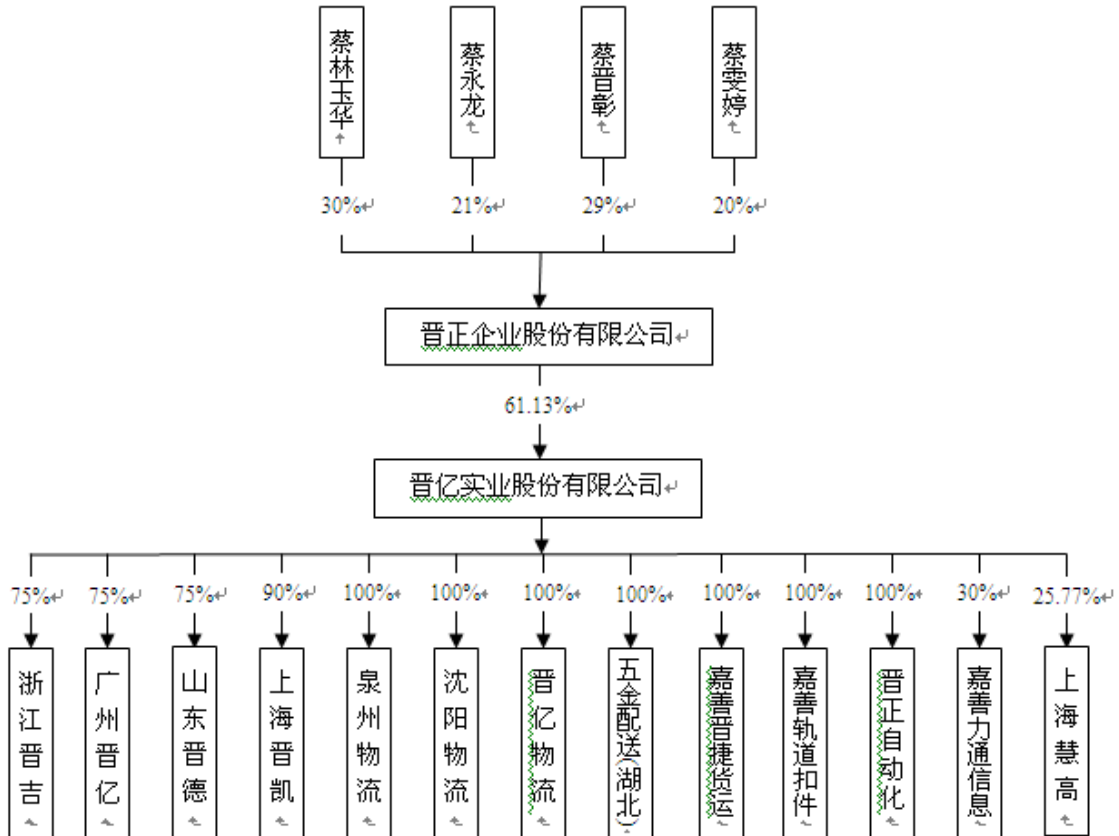 蔡林玉华
蔡永龙
蔡晋彰
蔡雯婷
30%
21%
29%
20%
晋正企业股份有限公司
61.13%
晋亿实业股份有限公司
75%
75%
75%
90%
100%
100%
100%
100%
100%
100%
100%
30%
25.77%
浙江晋吉
广州晋亿
山东晋德
上海晋凯
泉州物流
沈阳物流
晋亿物流
五金配送(湖北)
嘉善晋捷货运
嘉善轨道扣件
晋正自动化
嘉善力通信息
上海慧高